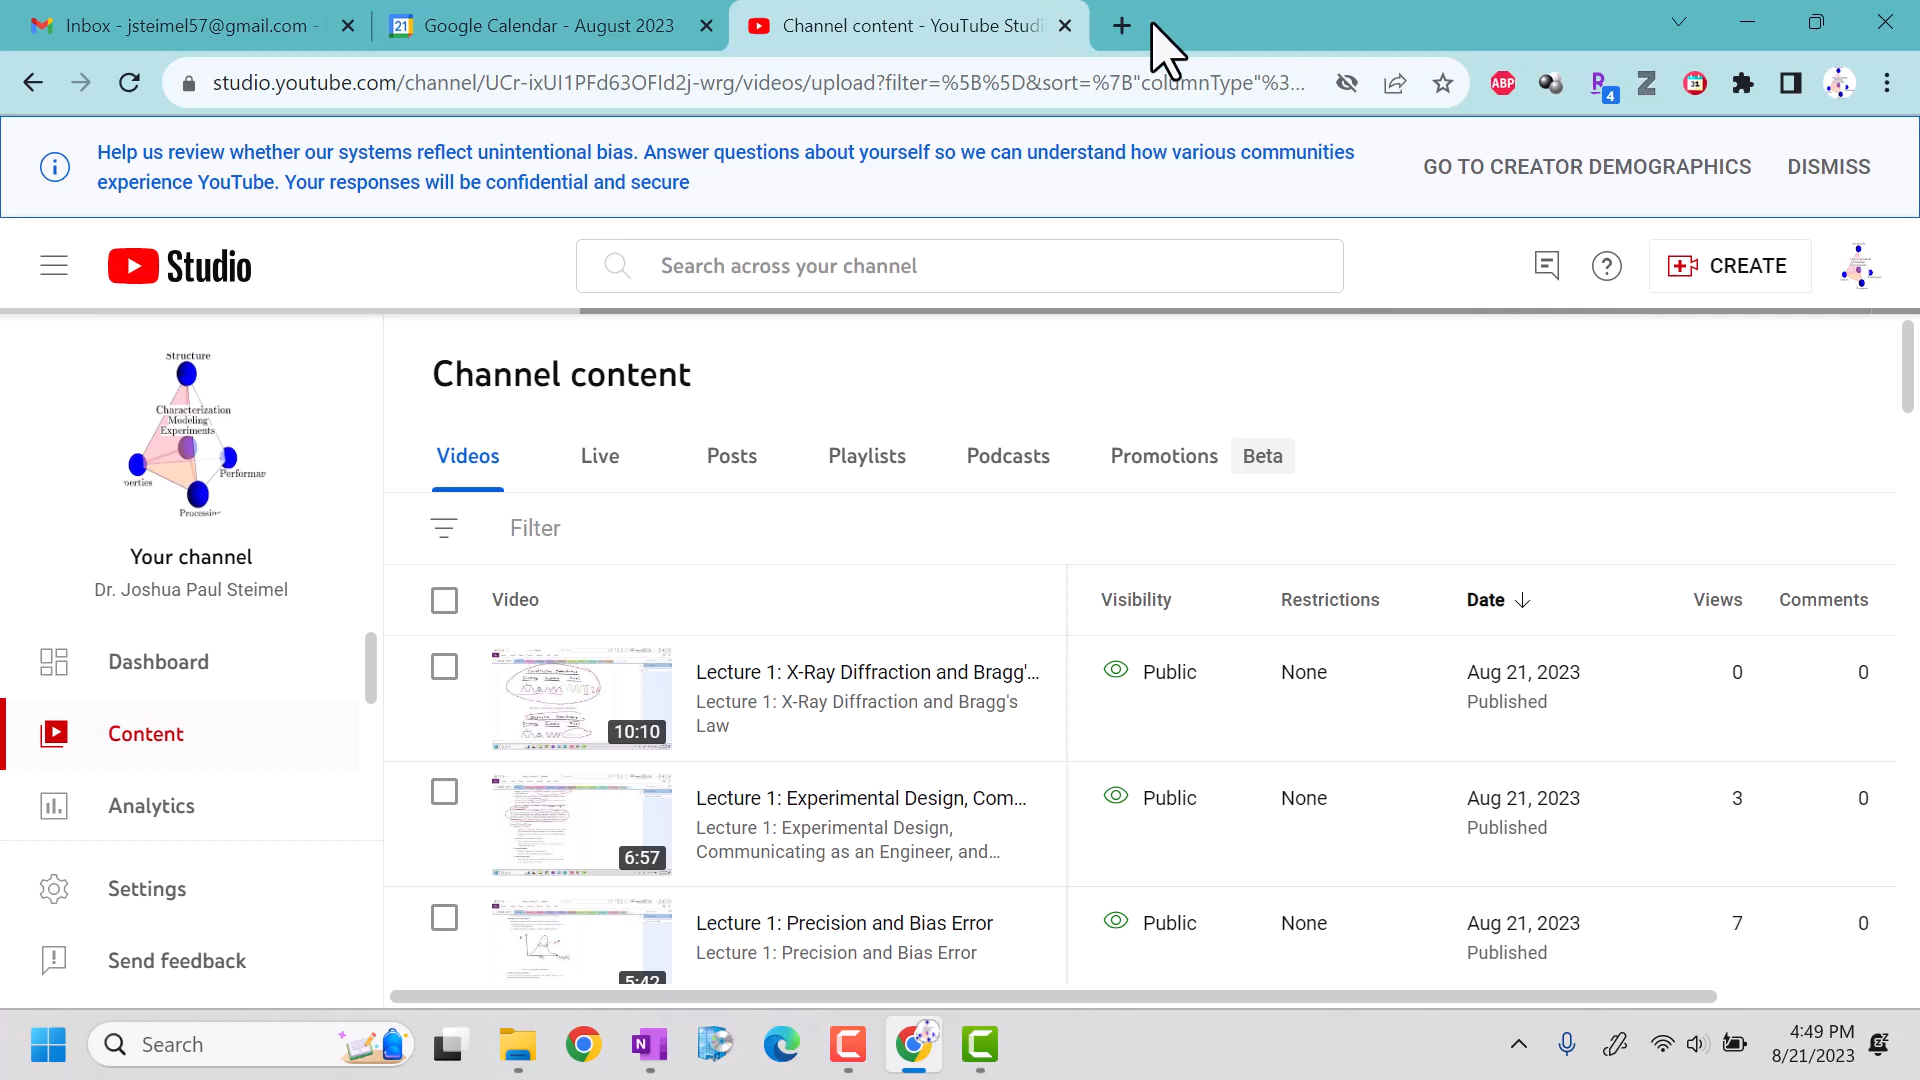 Inbox - jsteimel57@gmail.com -
Google Calendar - August 2023
Channel content - YouTube Studi
studio.youtube.com/channel/UCr-ixUI1PFd63OFId2j-wrg/videos/upload?filter=%5B%5D&sort=%7B"columnType"%3...
ABP
4
31
Help us review whether our systems reflect unintentional bias. Answer questions about yourself so we can understand how various communities
experience YouTube. Your responses will be confidential and secure
GO TO CREATOR DEMOGRAPHICS
DISMISS
Studio
Search across your channel
CREATE
Structure
Characterization
Modeling
Experiments
Performan
perties
Processing
Your channel
Dr. Joshua Paul Steimel
Dashboard
Content
Analytics
Settings
Send feedback
Channel content
Videos
Live
Posts
Playlists
Podcasts
Promotions
Beta
Filter
Video
Visibility
Restrictions
Date
Views
Comments
10:10
Lecture 1: X-Ray Diffraction and Bragg'...
Lecture 1: X-Ray Diffraction and Bragg's
Law
Public
None
Aug 21, 2023
Published
0
0
6:57
Lecture 1: Experimental Design, Com...
Lecture 1: Experimental Design,
Communicating as an Engineer, and...
Public
None
Aug 21, 2023
Published
3
0
5:42
Lecture 1: Precision and Bias Error
Lecture 1: Precision and Bias Error
Public
None
Aug 21, 2023
Published
7
0
Search
4:49 PM
8/21/2023